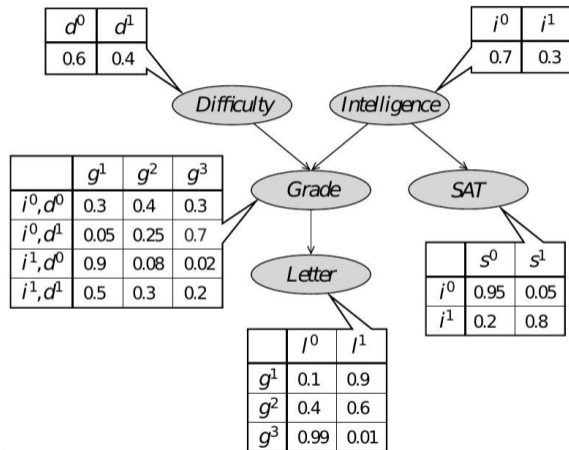 d⁰ d¹
0.6 0.4
i⁰ i¹
0.7 0.3
Difficulty
Intelligence
g¹ g² g³
i⁰,d⁰ 0.3 0.4 0.3
i⁰,d¹ 0.05 0.25 0.7
i¹,d⁰ 0.9 0.08 0.02
i¹,d¹ 0.5 0.3 0.2
Grade
SAT
s⁰ s¹
i⁰ 0.95 0.05
i¹ 0.2 0.8
Letter
l⁰ l¹
g¹ 0.1 0.9
g² 0.4 0.6
g³ 0.99 0.01